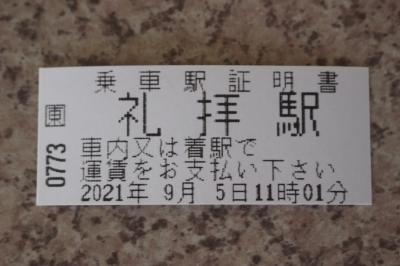 乗車駅証明書
礼拝駅
車内又は着駅で
運賃をお支払い下さい
2021年 9月 5日11時01分
0773